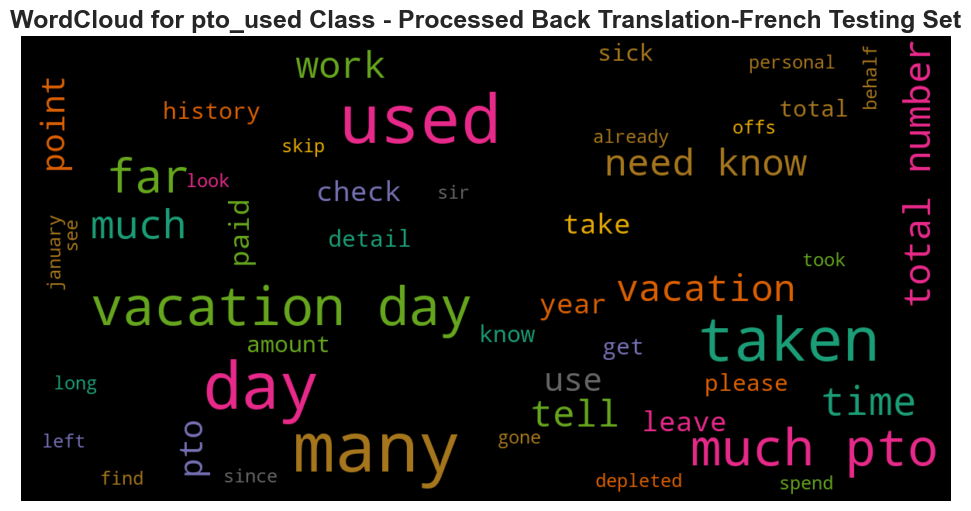 WordCloud for pto_used Class - Processed Back Translation-French Testing Set
work
sick
personal
behalf
total number
point
history
used
total
offs
already
skip
need know
far
look
check
sir
much
paid
take
january
see
detail
took
vacation day
year
vacation
know
taken
amount
get
day
long
use
please
time
tell
leave
many
much pto
left
pto
gone
find
since
depleted
spend